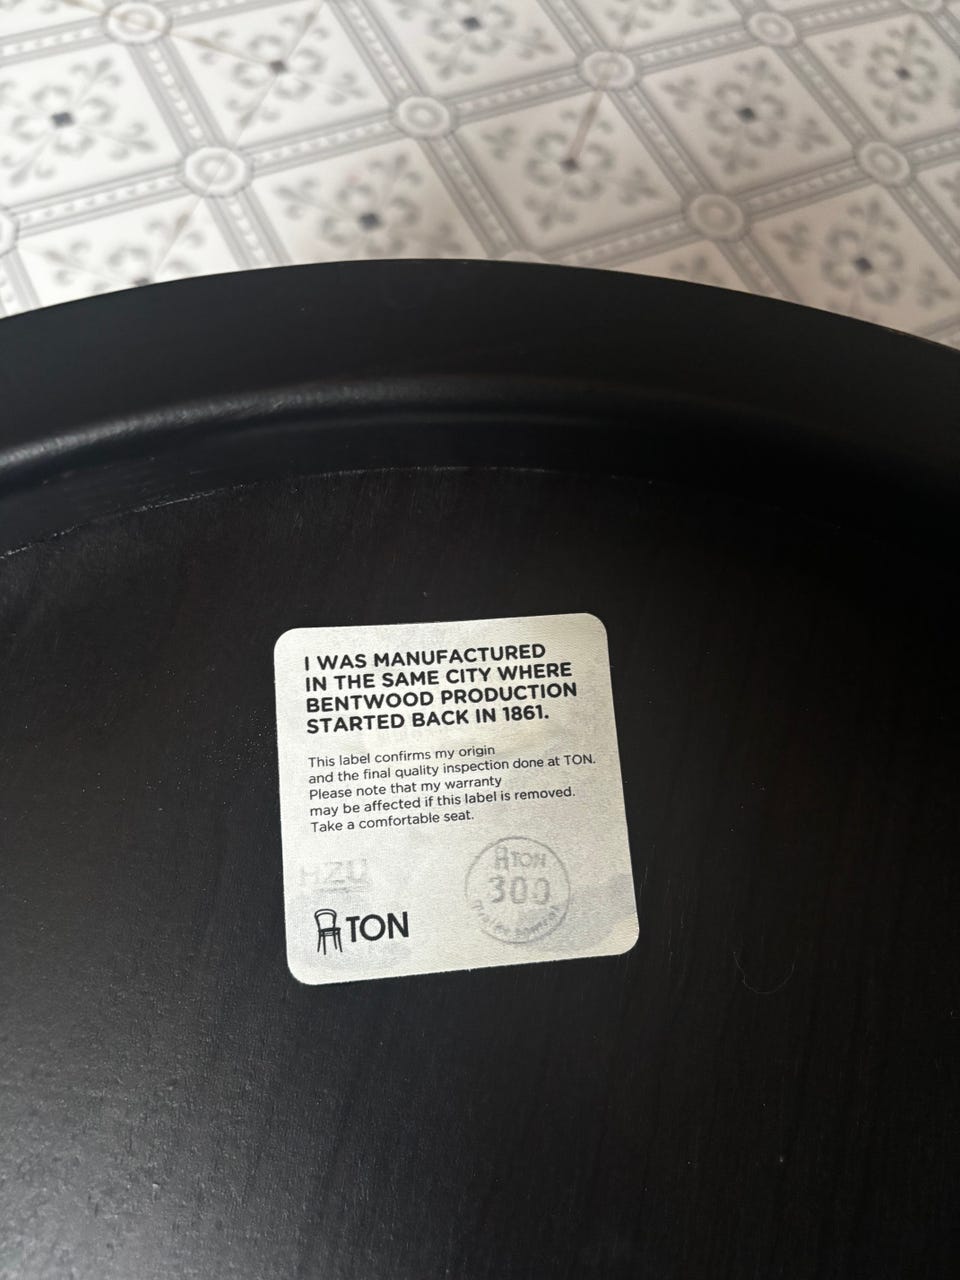 I WAS MANUFACTURED
IN THE SAME CITY WHERE
BENTWOOD PRODUCTION
STARTED BACK IN 1861.
This label confirms my origin
and the final quality inspection done at TON.
Please note that my warranty
may be affected if this label is removed.
Take a comfortable seat.
HZU
TON
300
TON